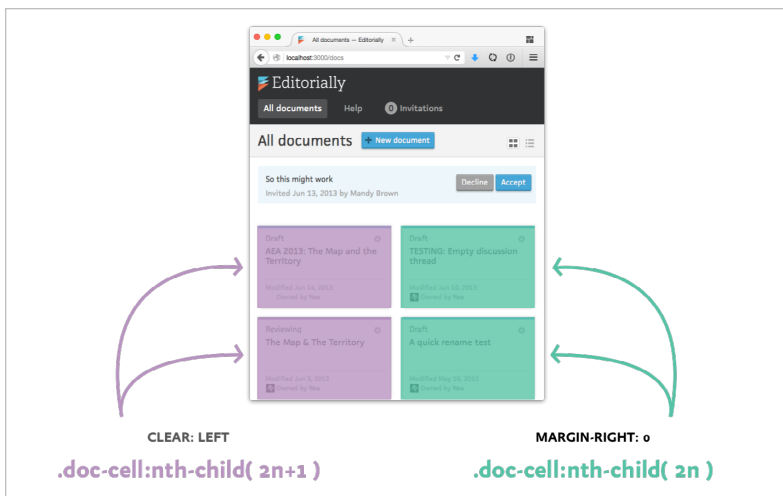 All documents — Editorially
localhost:3000/docs
Editorially
All documents Help 0 Invitations
All documents + New document
So this might work
Invited Jun 13, 2013 by Mandy Brown
Decline Accept
Draft
AEA 2013: The Map and the
Territory
Modified Jun 14, 2013
Owned by
Draft
TESTING: Empty discussion
thread
Modified Jun 13, 2013
Owned by
Reviewing
The Map & The Territory
Modified Jun 5, 2013
Owned by
Draft
A quick rename test
Modified May 16, 2013
Owned by
CLEAR: LEFT
.doc-cell:nth-child( 2n+1 )
MARGIN-RIGHT: 0
.doc-cell:nth-child( 2n )